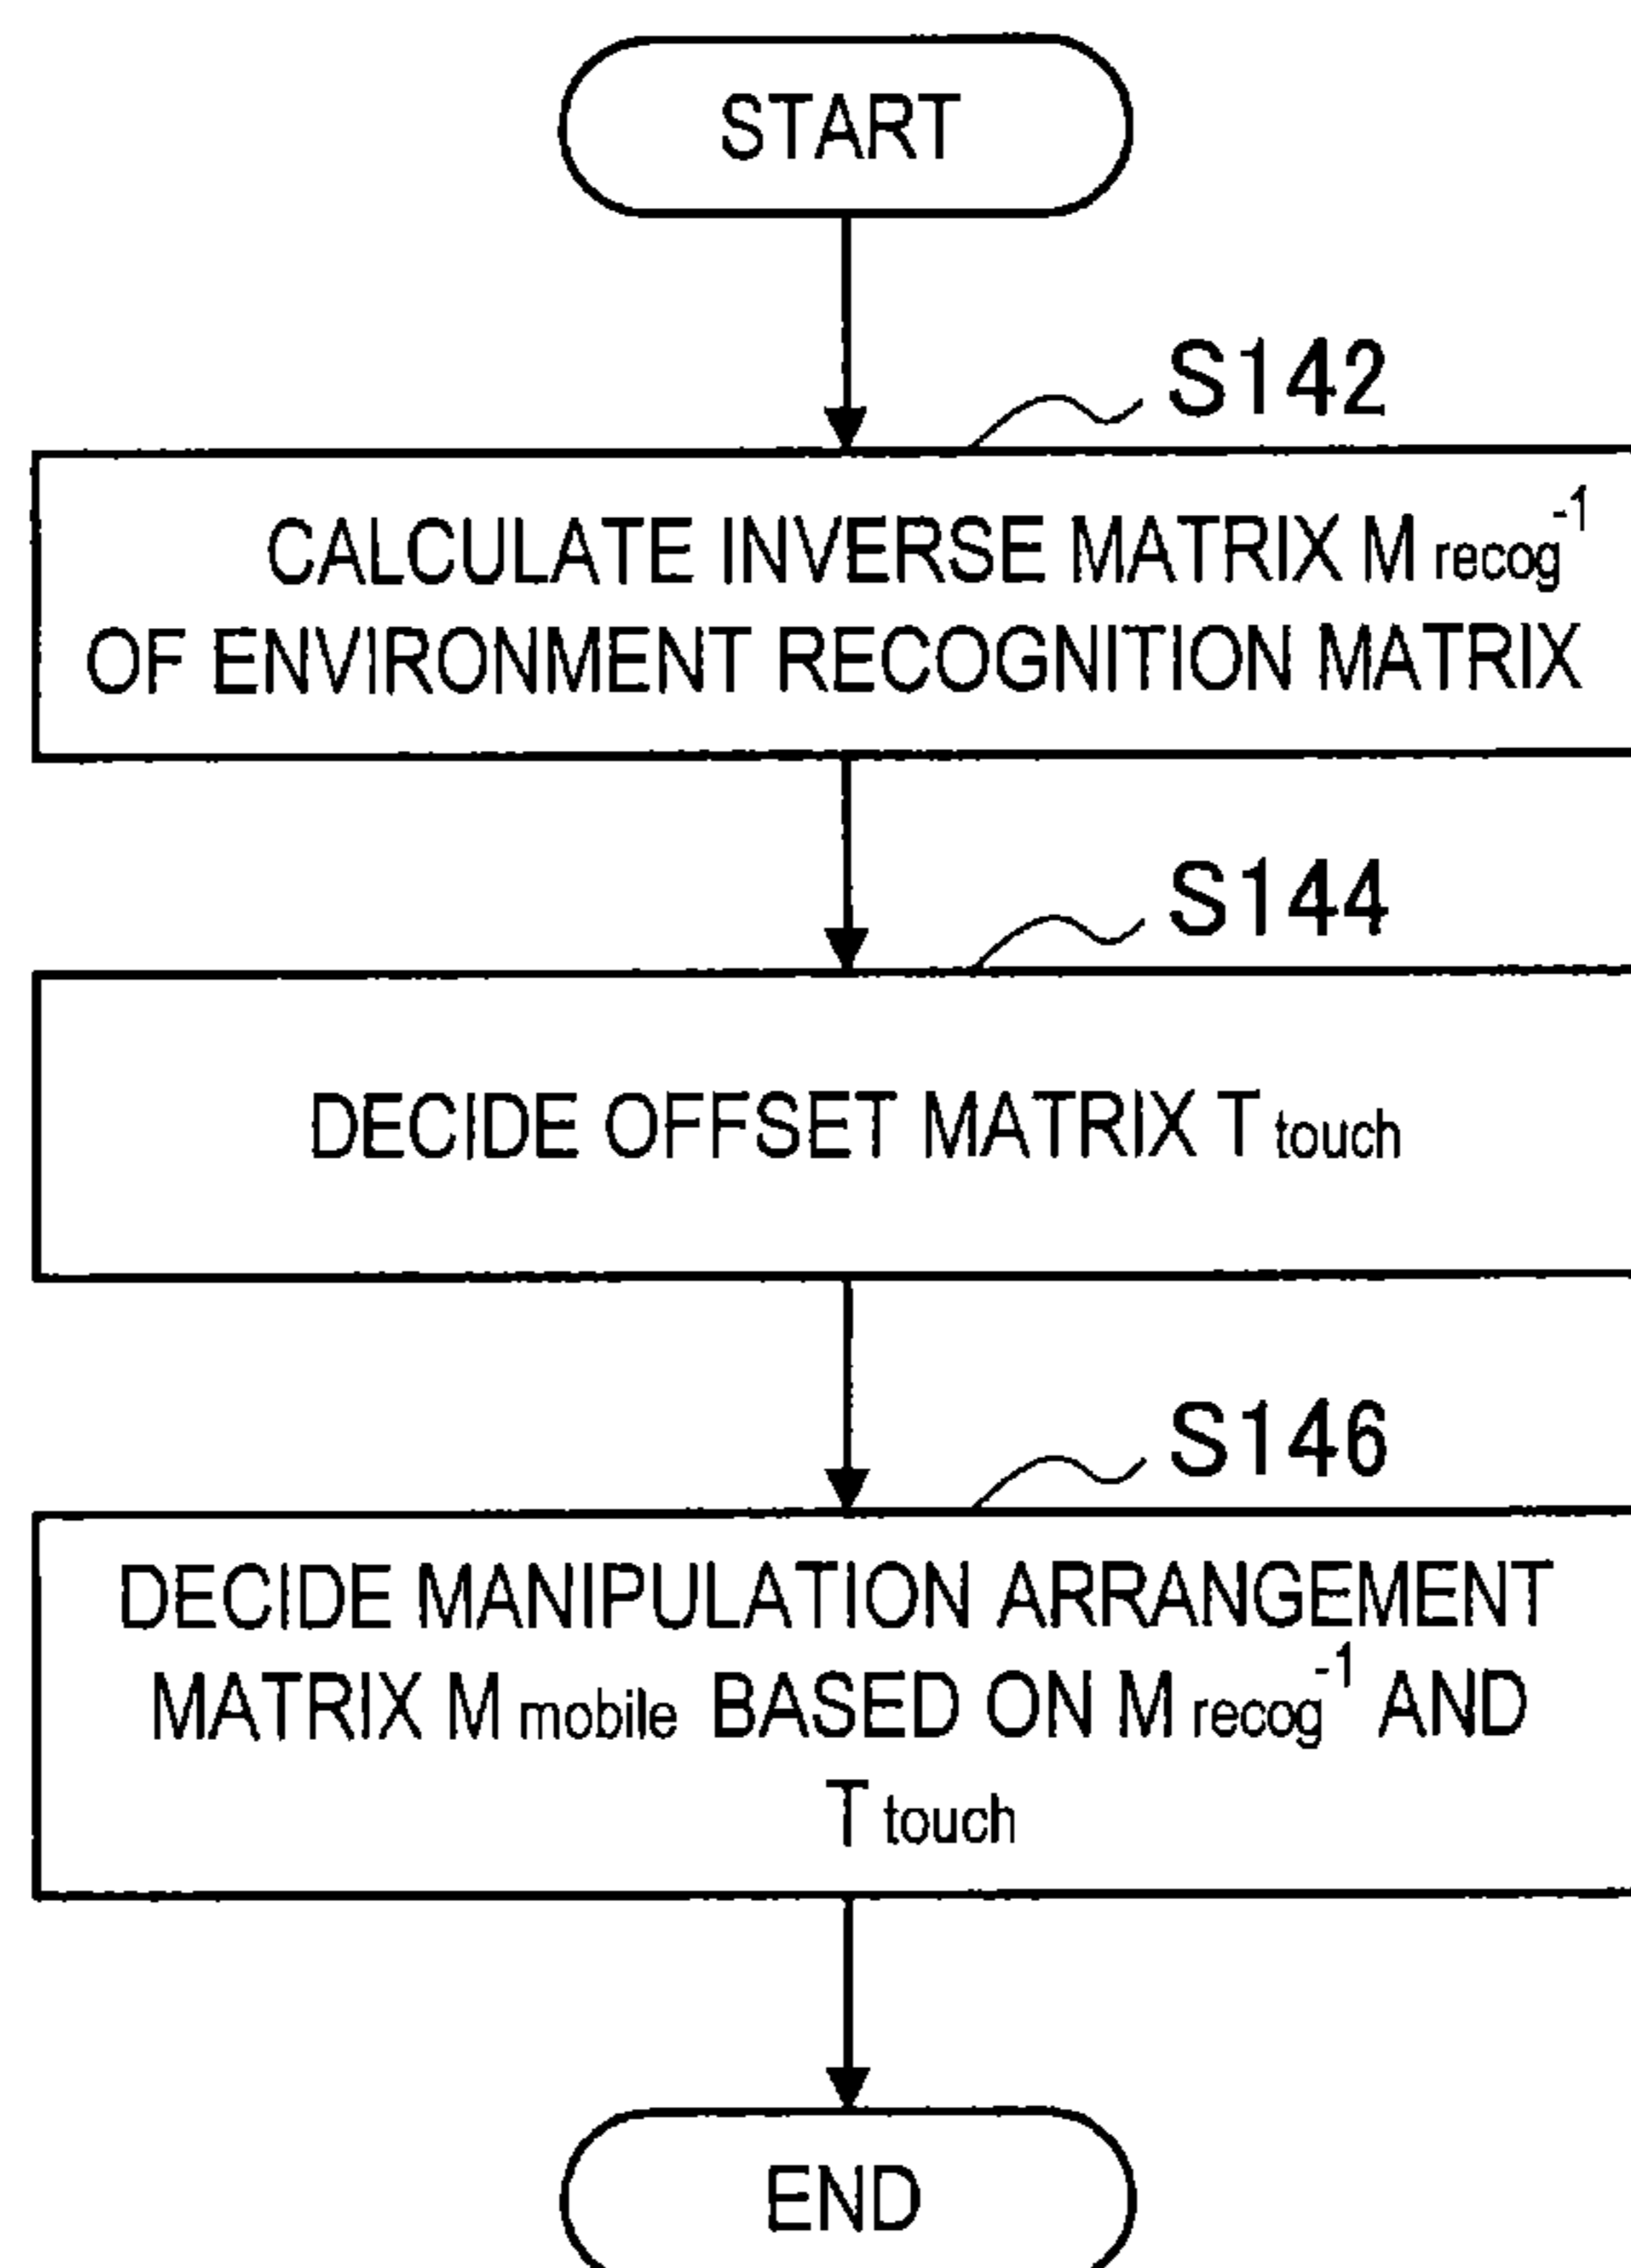 START
S142
CALCULATE INVERSE MATRIX M recog⁻¹
OF ENVIRONMENT RECOGNITION MATRIX
S144
DECIDE OFFSET MATRIX T touch
S146
DECIDE MANIPULATION ARRANGEMENT
MATRIX M mobile BASED ON M recog⁻¹ AND
T touch
END